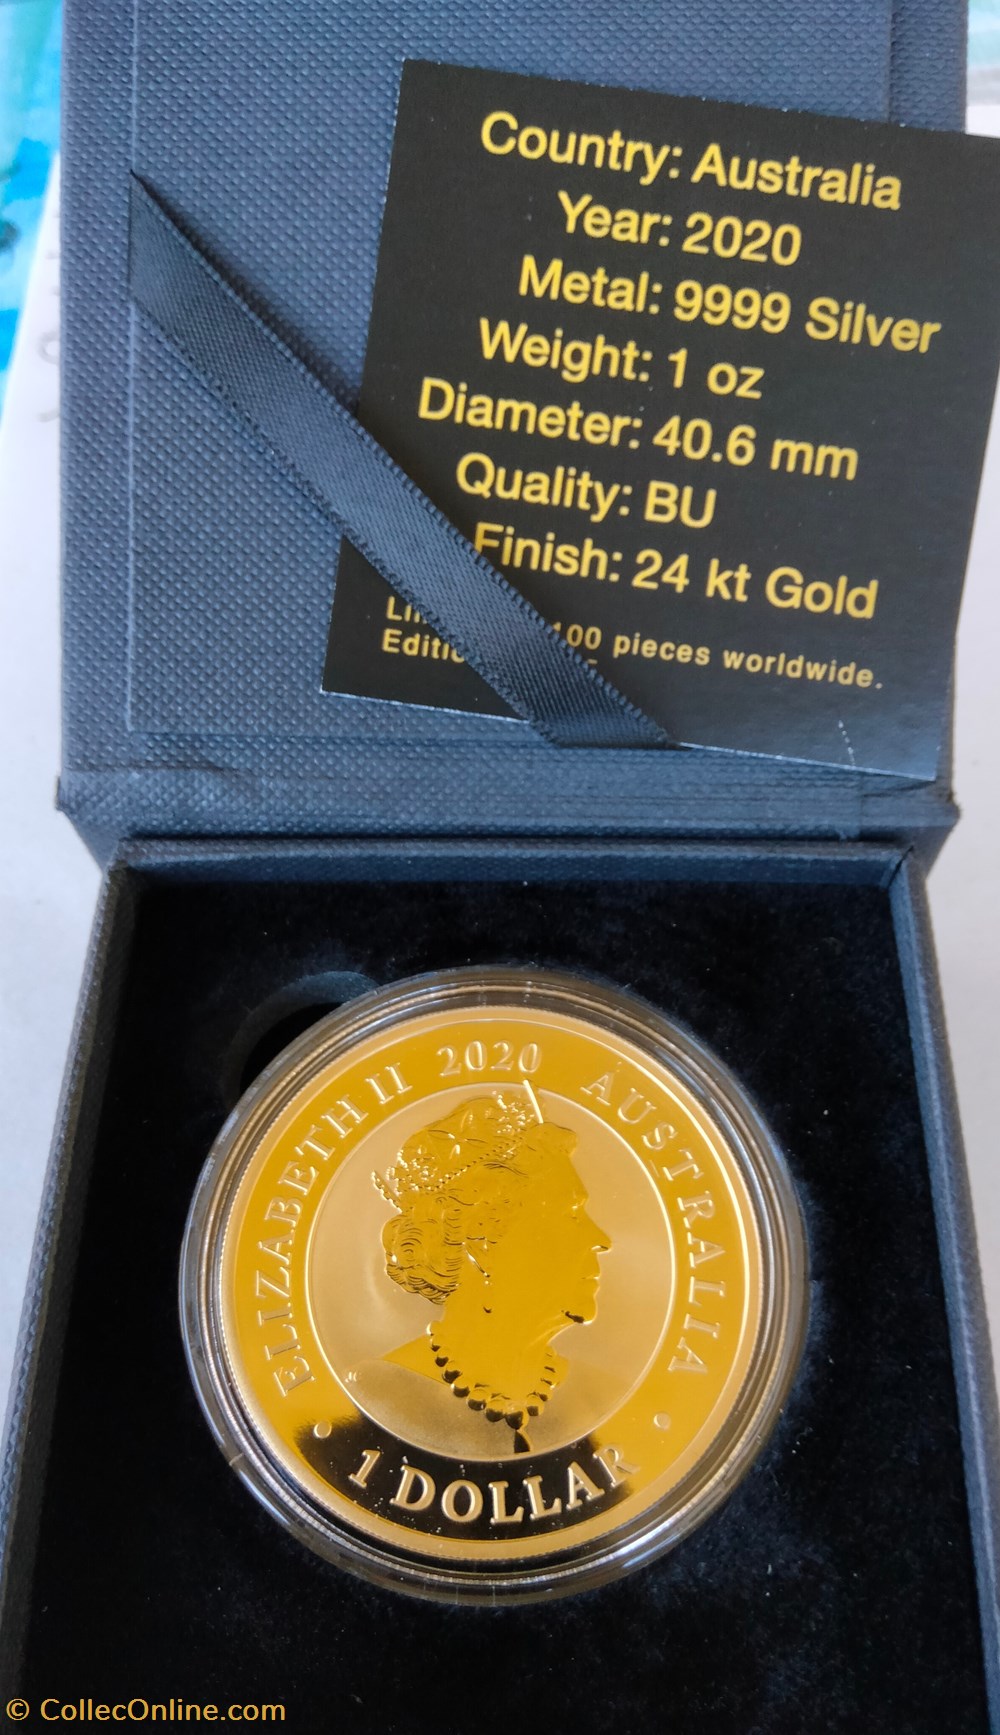 Country: Australia
Year: 2020
Metal: 9999 Silver
Weight: 1 oz
Diameter: 40.6 mm
Quality: BU
Finish: 24 kt Gold
100 pieces worldwide.
ELIZABETH II 2020 AUSTRALIA
1 DOLLAR
© CollecOnline.com